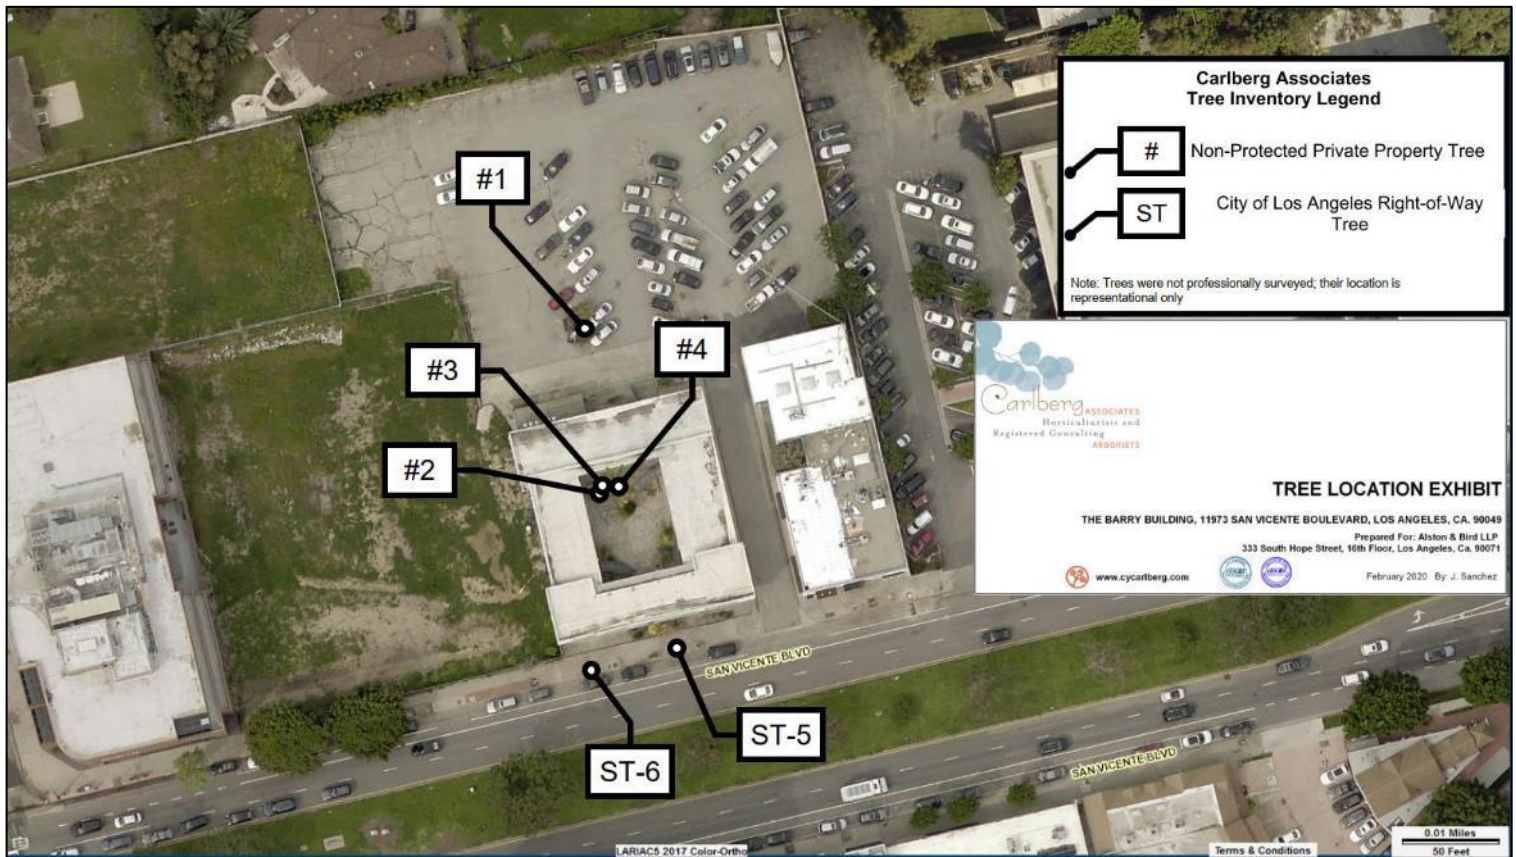 Carlberg Associates
Tree Inventory Legend
#
Non-Protected Private Property Tree
ST
City of Los Angeles Right-of-Way
Tree
Note: Trees were not professionally surveyed; their location is
representational only
#1
#3
#4
#2
ST-5
ST-6
SAN VICENTE BLVD
SAN VICENTE BLVD
Carlberg
ASSOCIATES
Horticulturists and
Registered Consulting
ARBORISTS
TREE LOCATION EXHIBIT
THE BARRY BUILDING, 11973 SAN VICENTE BOULEVARD, LOS ANGELES, CA. 90049
Prepared For: Alston & Bird LLP
333 South Hope Street, 16th Floor, Los Angeles, Ca. 90071
www.cycarlberg.com
February 2020 By: J. Sanchez
LARIAC5 2017 Color-Ortho
Terms & Conditions
0.01 Miles
50 Feet